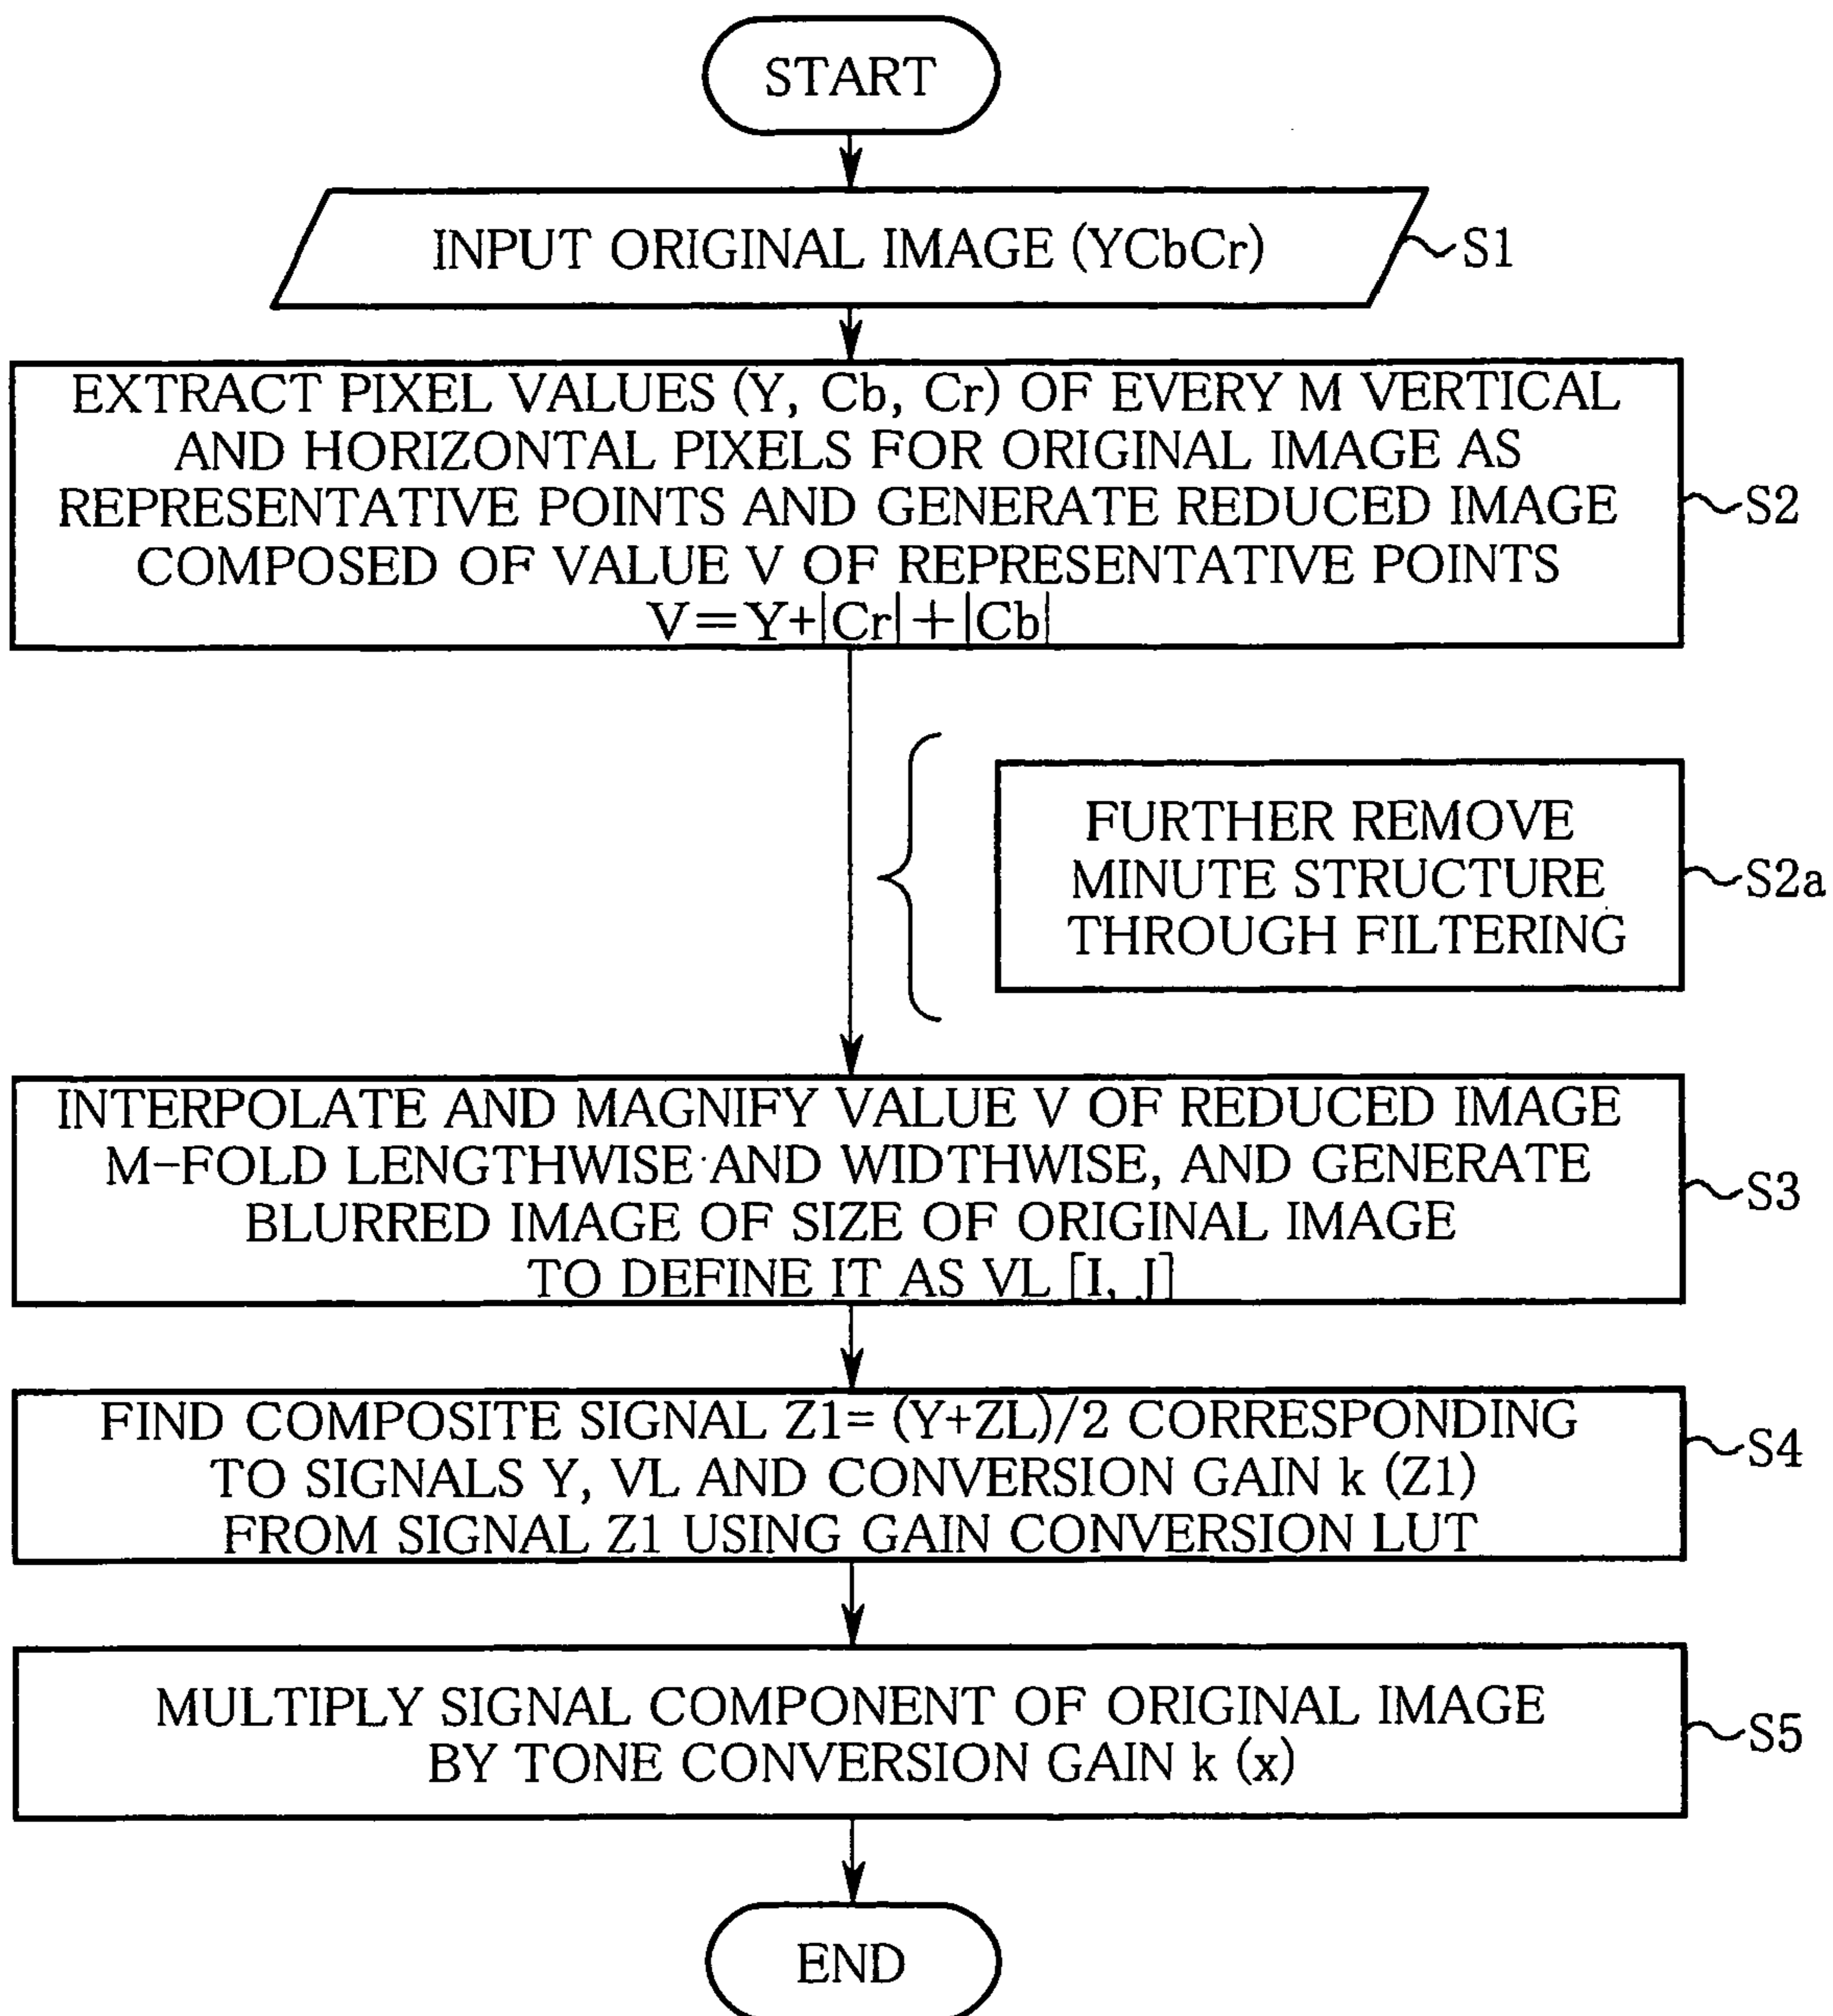 START
INPUT ORIGINAL IMAGE (YCbCr)
S1
EXTRACT PIXEL VALUES (Y, Cb, Cr) OF EVERY M VERTICAL
AND HORIZONTAL PIXELS FOR ORIGINAL IMAGE AS
REPRESENTATIVE POINTS AND GENERATE REDUCED IMAGE
COMPOSED OF VALUE V OF REPRESENTATIVE POINTS
V=Y+|Cr|+|Cb|
S2
FURTHER REMOVE
MINUTE STRUCTURE
THROUGH FILTERING
S2a
INTERPOLATE AND MAGNIFY VALUE V OF REDUCED IMAGE
M-FOLD LENGTHWISE AND WIDTHWISE, AND GENERATE
BLURRED IMAGE OF SIZE OF ORIGINAL IMAGE
TO DEFINE IT AS VL [I, J]
S3
FIND COMPOSITE SIGNAL Z1=(Y+ZL)/2 CORRESPONDING
TO SIGNALS Y, VL AND CONVERSION GAIN k (Z1)
FROM SIGNAL Z1 USING GAIN CONVERSION LUT
S4
MULTIPLY SIGNAL COMPONENT OF ORIGINAL IMAGE
BY TONE CONVERSION GAIN k (x)
S5
END